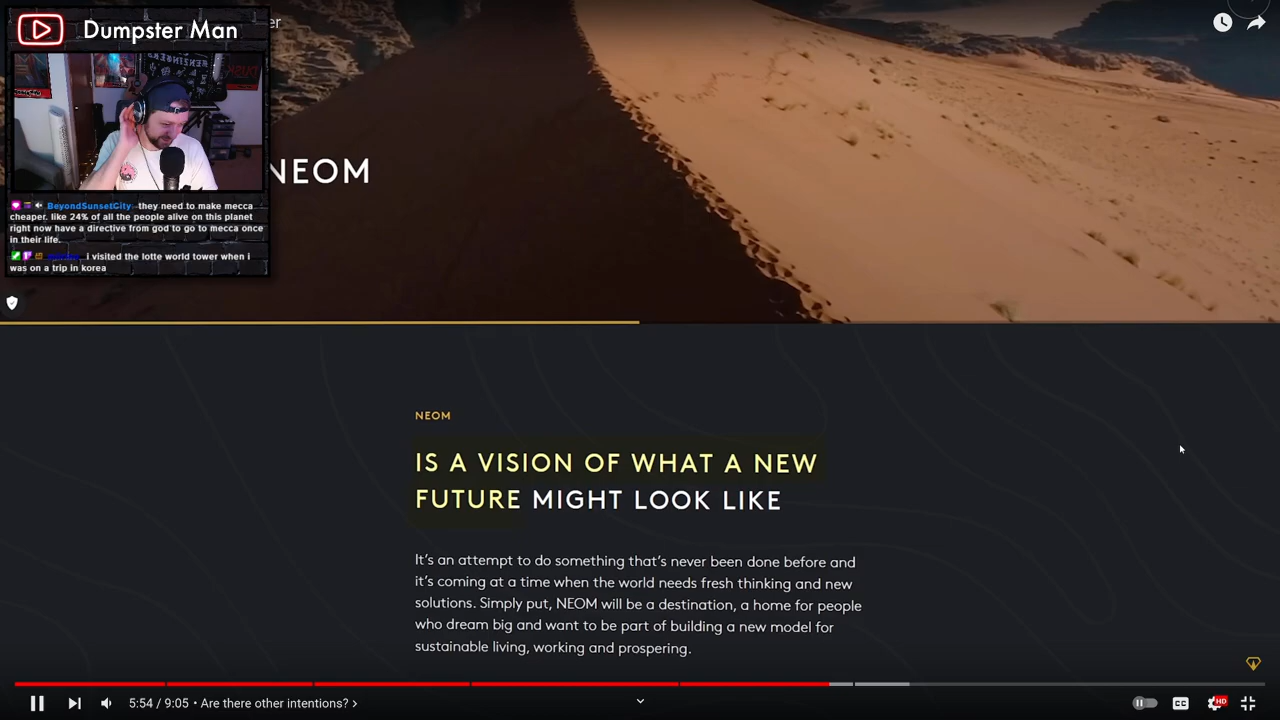 Dumpster Man
er
NEOM
BeyondSunsetCity: they need to make mecca
cheaper. like 24% of all the people alive on this planet
right now have a directive from god to go to mecca once
in their life.
i visited the lotte world tower when i
was on a trip in korea
NEOM
IS A VISION OF WHAT A NEW
FUTURE MIGHT LOOK LIKE
It's an attempt to do something that's never been done before and
it's coming at a time when the world needs fresh thinking and new
solutions. Simply put, NEOM will be a destination, a home for people
who dream big and want to be part of building a new model for
sustainable living, working and prospering.
5:54 / 9:05 • Are there other intentions? >
CC
HD